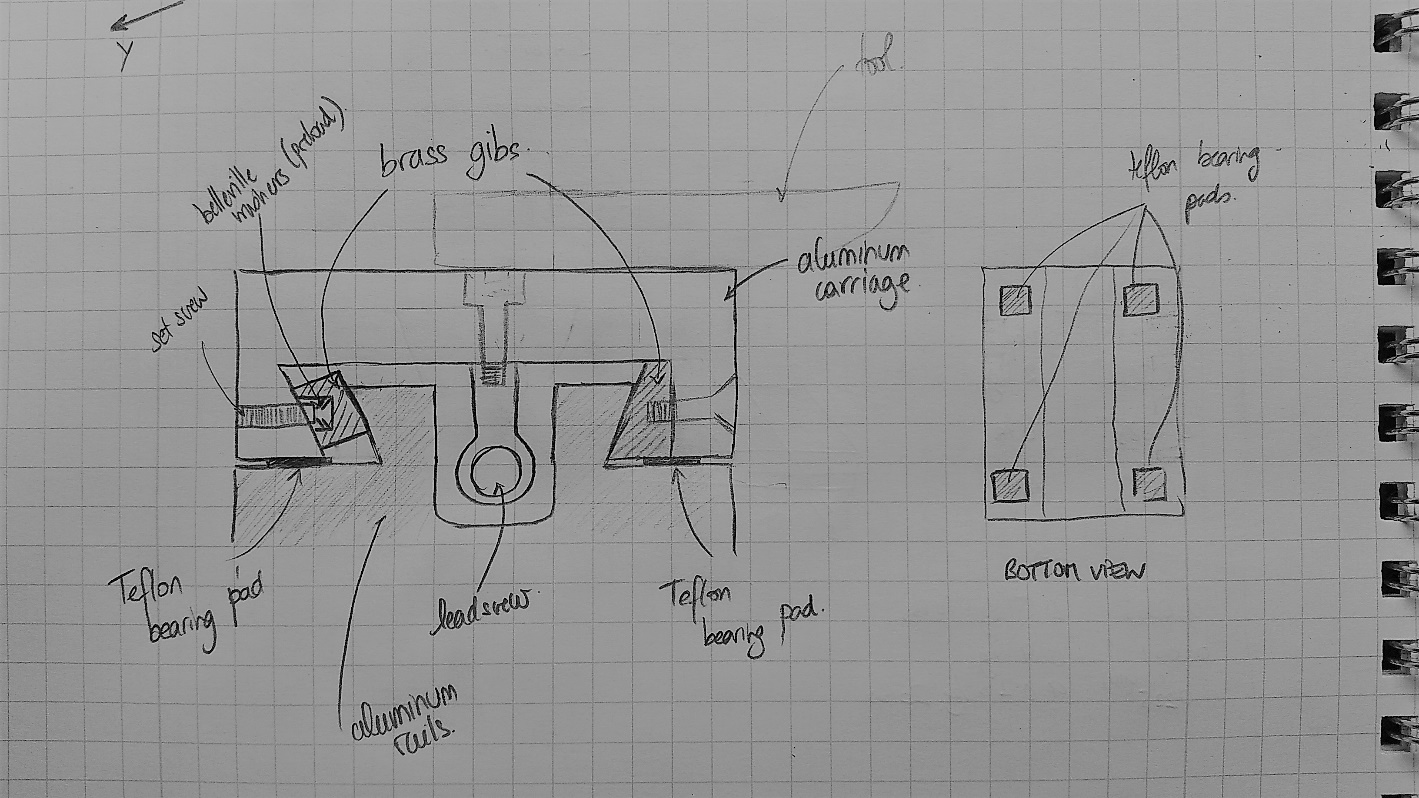 Y
tool.
belleville
washers (preload).
brass gibs.
teflon bearing
pads.
aluminum
carriage.
set screw
BOTTOM VIEW
Teflon
bearing pad
leadscrew.
Teflon
bearing pad.
aluminum
rails.